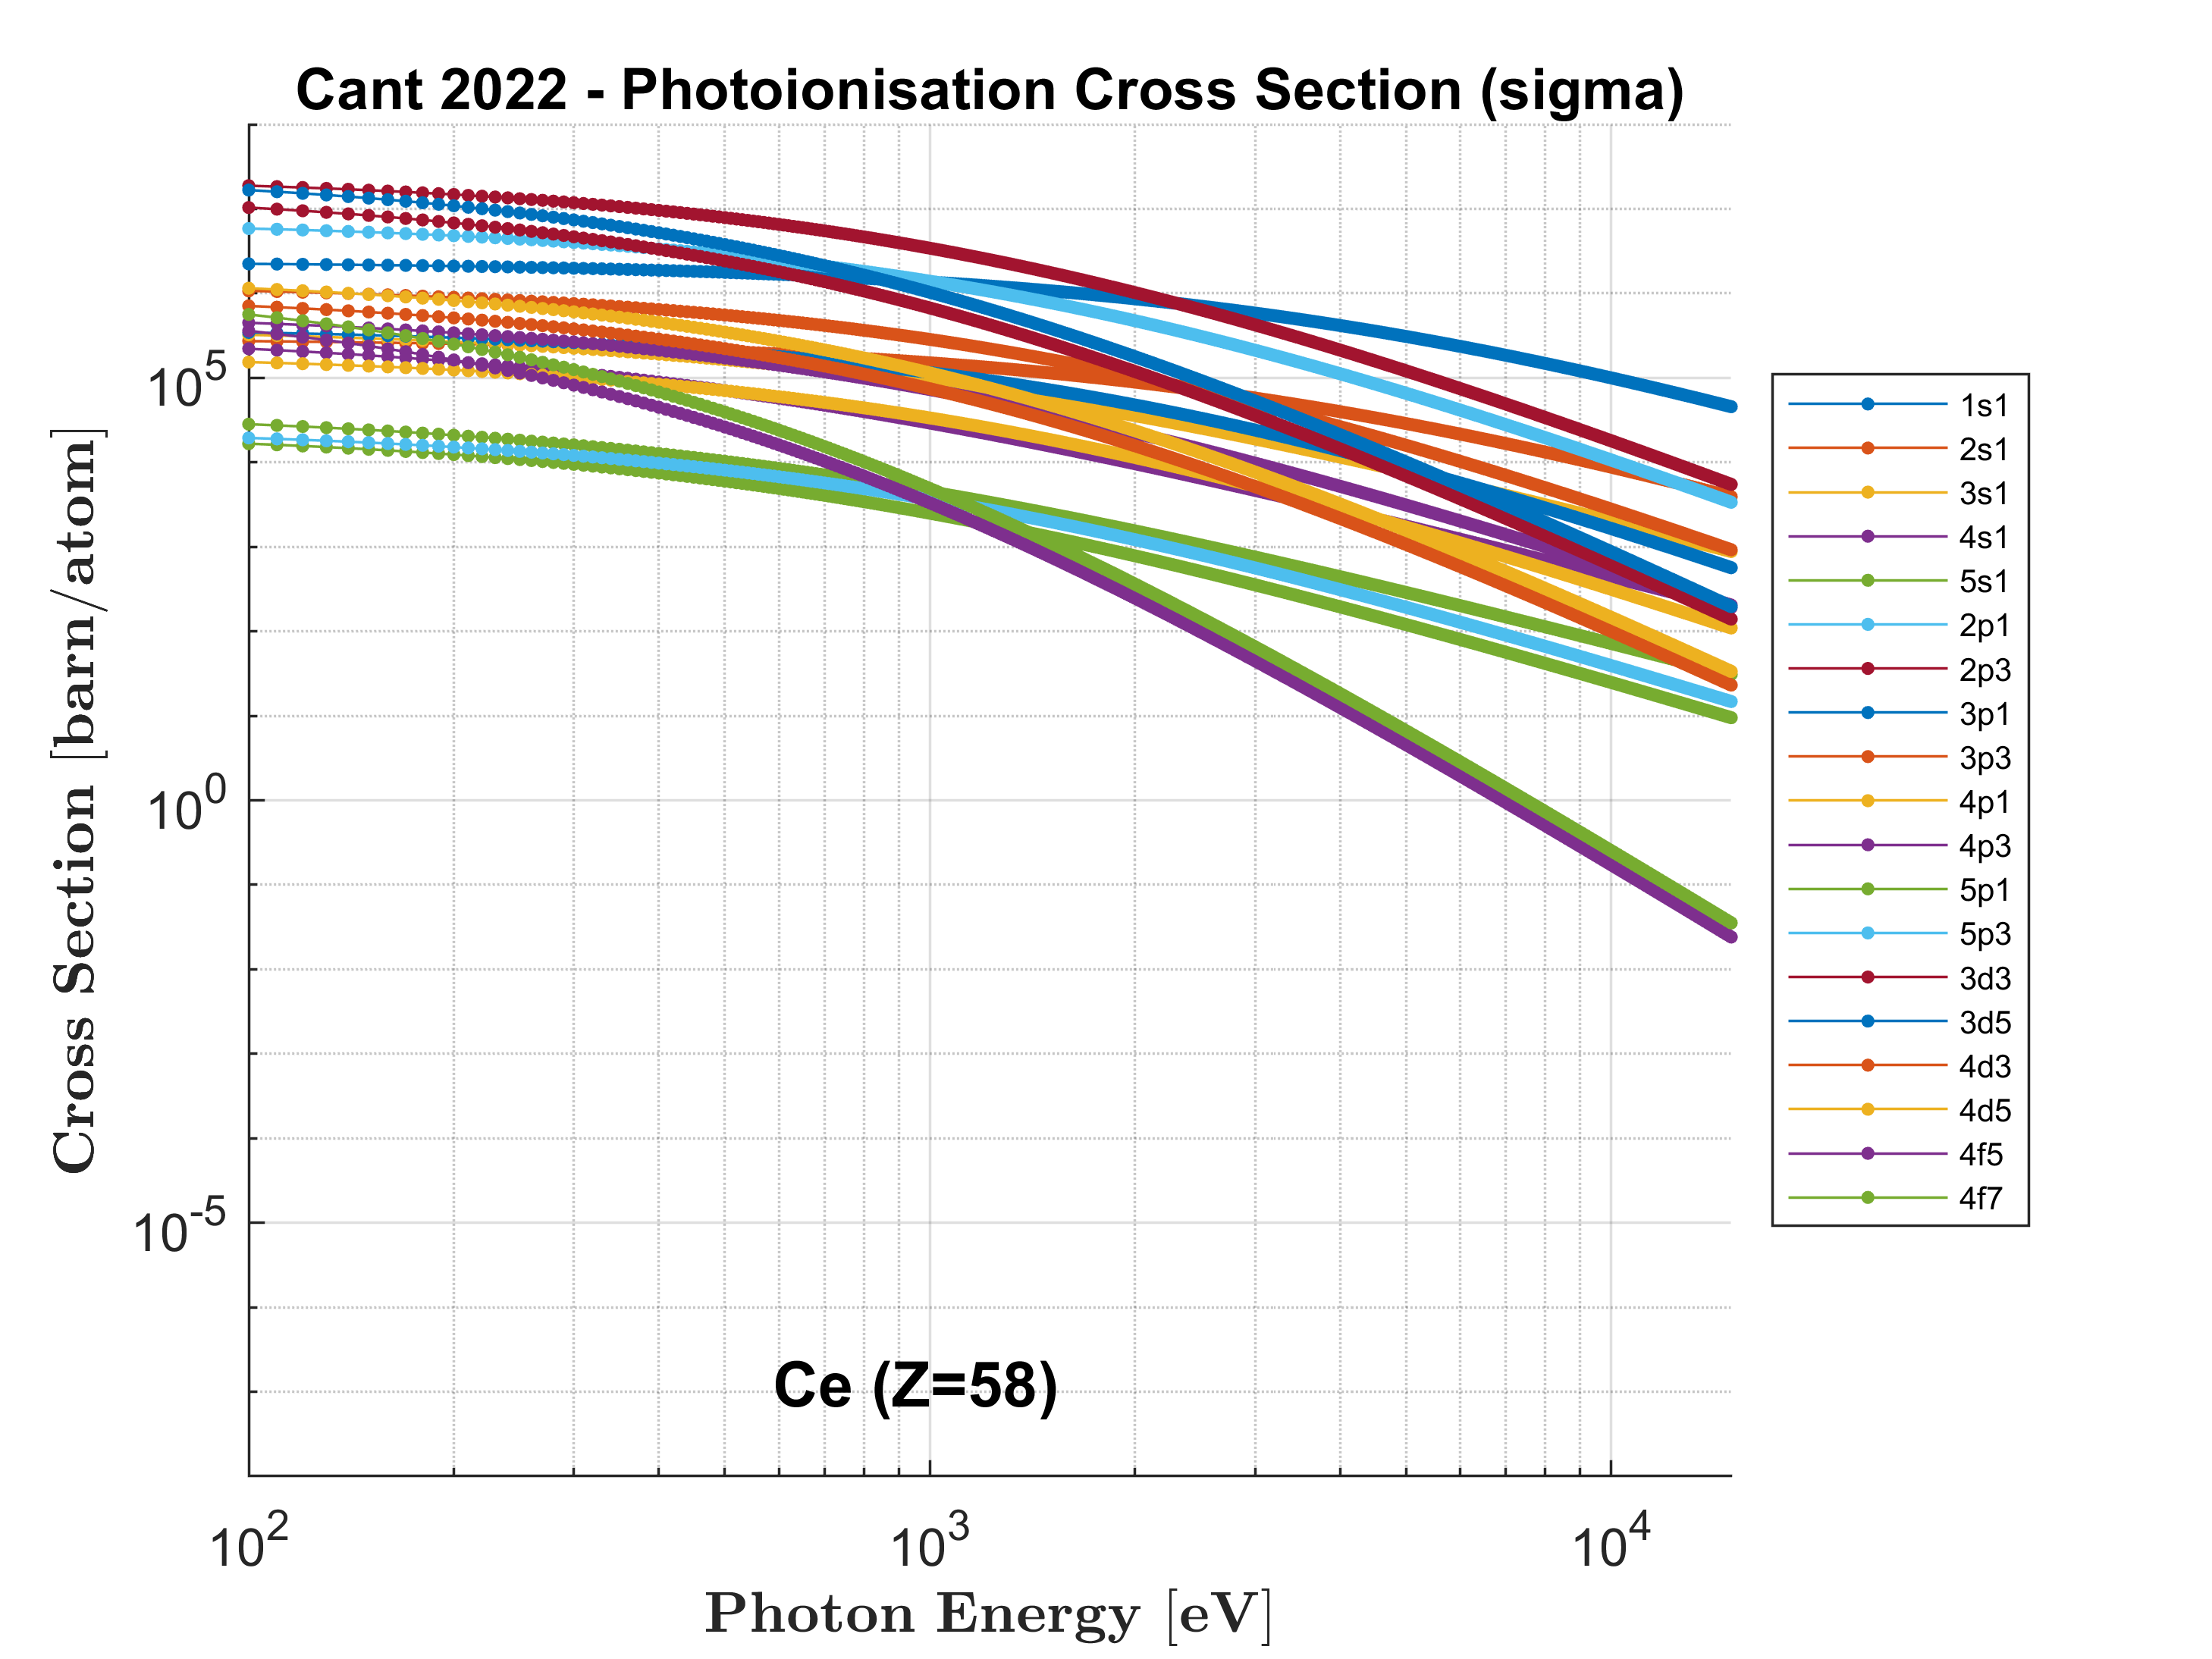 Cant 2022 - Photoionisation Cross Section (sigma)
Cross Section [barn/atom]
10^5
10^0
10^-5
Ce (Z=58)
10^2
10^3
10^4
Photon Energy [eV]
1s1
2s1
3s1
4s1
5s1
2p1
2p3
3p1
3p3
4p1
4p3
5p1
5p3
3d3
3d5
4d3
4d5
4f5
4f7